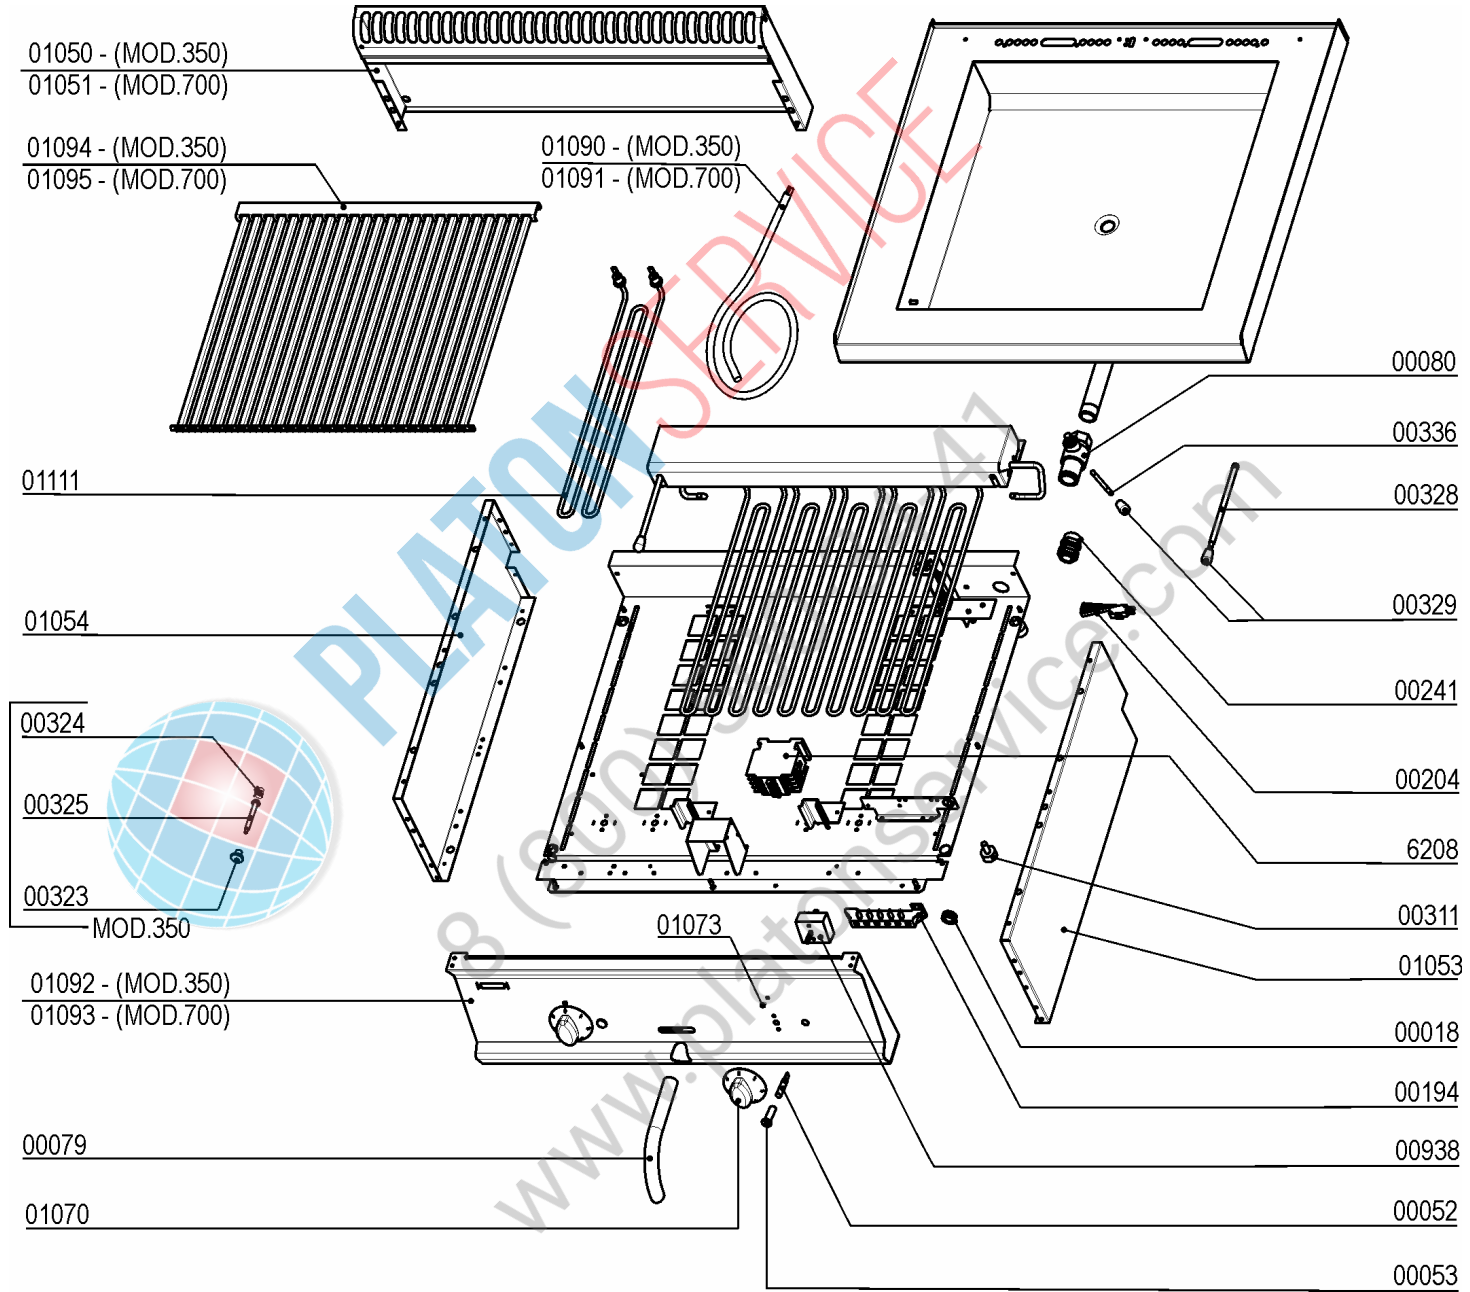 01050 - (MOD.350)
01051 - (MOD.700)
01094 - (MOD.350)
01095 - (MOD.700)
01090 - (MOD.350)
01091 - (MOD.700)
00080
00336
00328
00329
00241
00204
6208
00311
01053
00018
00194
00938
00052
00053
01111
01054
00324
00325
00323
MOD.350
01073
01092 - (MOD.350)
01093 - (MOD.700)
00079
01070
PLATON SERVICE
www.platonservice.com